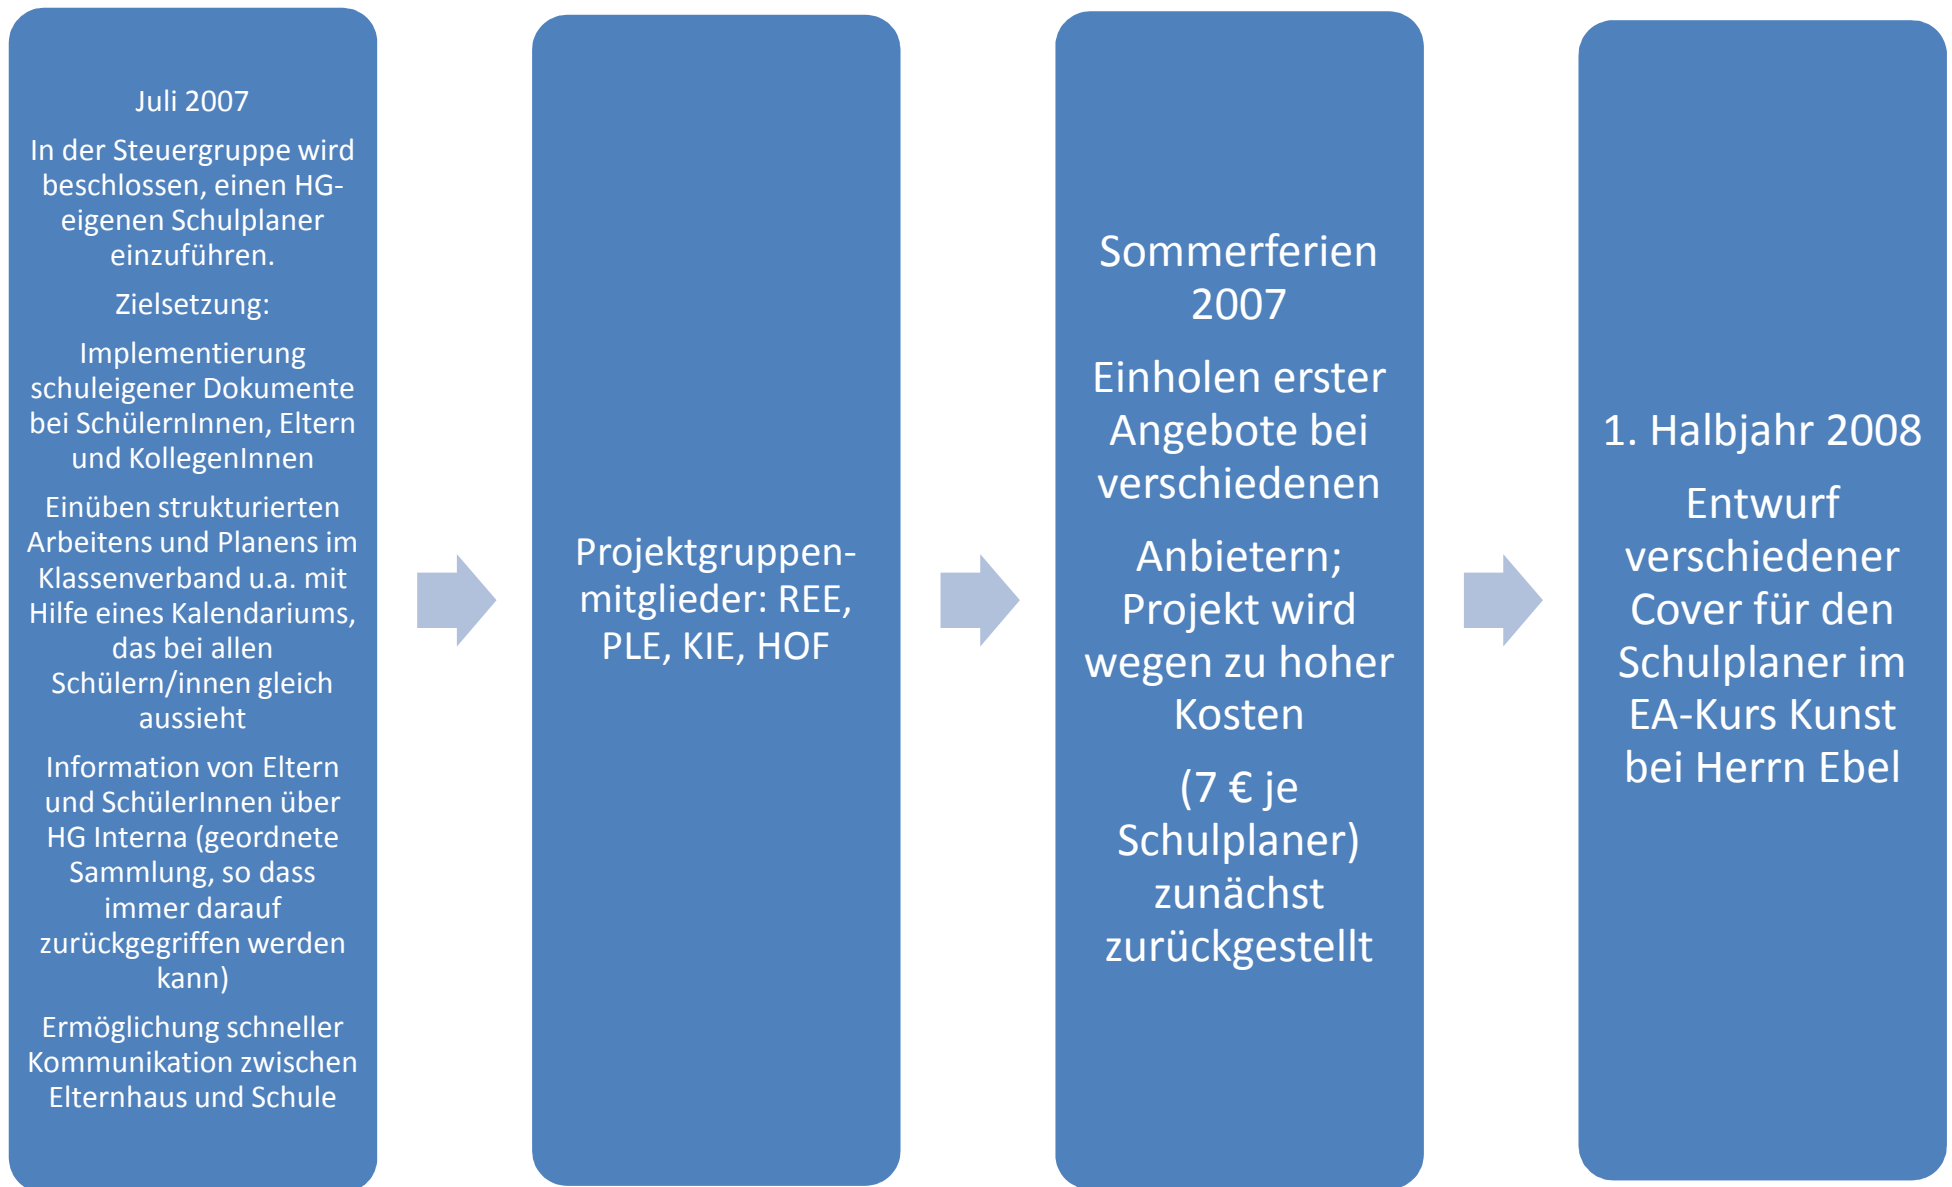 Juli 2007
In der Steuergruppe wird
beschlossen, einen HG-
eigenen Schulplaner
einzuführen.
Zielsetzung:
Implementierung
schuleigener Dokumente
bei SchülernInnen, Eltern
und KollegenInnen
Einüben strukturierten
Arbeitens und Planens im
Klassenverband u.a. mit
Hilfe eines Kalendariums,
das bei allen
Schülern/innen gleich
aussieht
Information von Eltern
und SchülerInnen über
HG Interna (geordnete
Sammlung, so dass
immer darauf
zurückgegriffen werden
kann)
Ermöglichung schneller
Kommunikation zwischen
Elternhaus und Schule
Projektgruppen-
mitglieder: REE,
PLE, KIE, HOF
Sommerferien
2007
Einholen erster
Angebote bei
verschiedenen
Anbietern;
Projekt wird
wegen zu hoher
Kosten
(7 € je
Schulplaner)
zunächst
zurückgestellt
1. Halbjahr 2008
Entwurf
verschiedener
Cover für den
Schulplaner im
EA-Kurs Kunst
bei Herrn Ebel